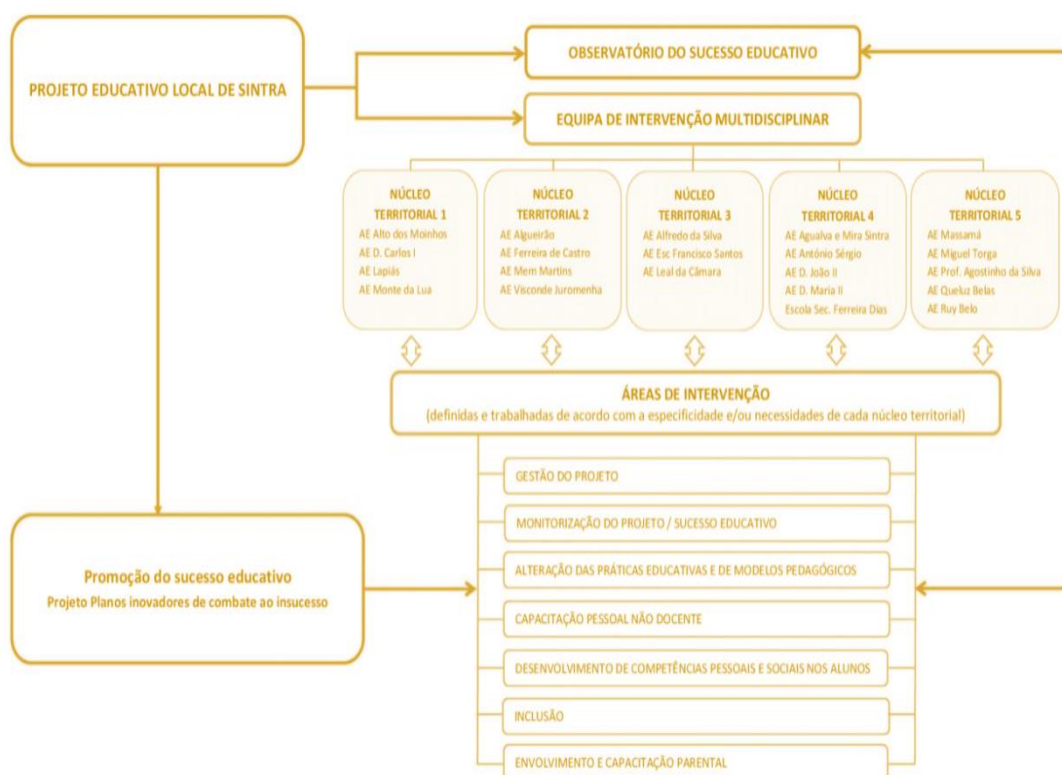 PROJETO EDUCATIVO LOCAL DE SINTRA
OBSERVATÓRIO DO SUCESSO EDUCATIVO
EQUIPA DE INTERVENÇÃO MULTIDISCIPLINAR
NÚCLEO
TERRITORIAL 1
AE Alto dos Moinhos
AE D. Carlos I
AE Lapiás
AE Monte da Lua
NÚCLEO
TERRITORIAL 2
AE Algueirão
AE Ferreira de Castro
AE Mem Martins
AE Visconde Juromenha
NÚCLEO
TERRITORIAL 3
AE Alfredo da Silva
AE Esc Francisco Santos
AE Leal da Câmara
NÚCLEO
TERRITORIAL 4
AE Agualva e Mira Sintra
AE António Sérgio
AE D. João II
AE D. Maria II
Escola Sec. Ferreira Dias
NÚCLEO
TERRITORIAL 5
AE Massamá
AE Miguel Torga
AE Prof. Agostinho da Silva
AE Queluz Belas
AE Ruy Belo
ÁREAS DE INTERVENÇÃO
(definidas e trabalhadas de acordo com a especificidade e/ou necessidades de cada núcleo territorial)
GESTÃO DO PROJETO
MONITORIZAÇÃO DO PROJETO / SUCESSO EDUCATIVO
ALTERAÇÃO DAS PRÁTICAS EDUCATIVAS E DE MODELOS PEDAGÓGICOS
CAPACITAÇÃO PESSOAL NÃO DOCENTE
DESENVOLVIMENTO DE COMPETÊNCIAS PESSOAIS E SOCIAIS NOS ALUNOS
INCLUSÃO
ENVOLVIMENTO E CAPACITAÇÃO PARENTAL
Promoção do sucesso educativo
Projeto Planos inovadores de combate ao insucesso